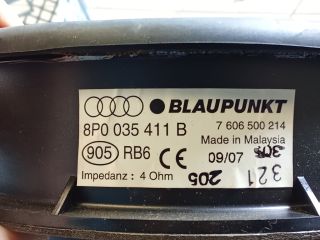 BLAUPUNKT
8P0 035 411 B 7 606 500 214
Made in Malaysia
905 RB6 CE 09/07
Impedanz: 4 Ohm 205 321